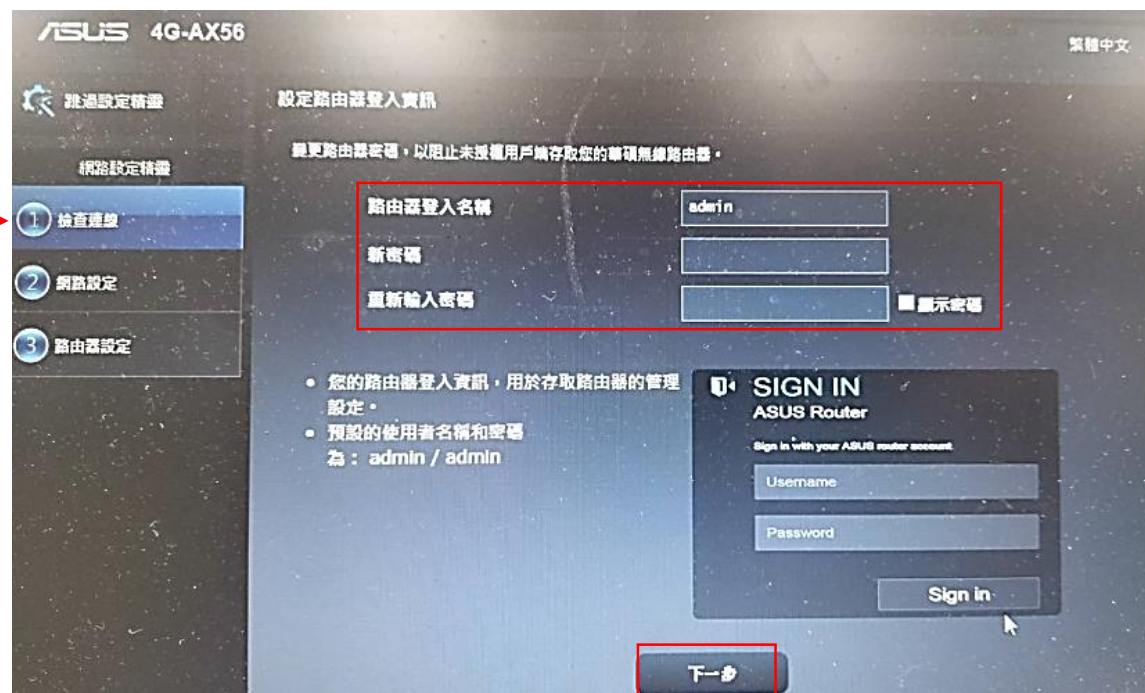 ASUS 4G-AX56
繁體中文
跳過設定精靈
網路設定精靈
1 檢查連線
2 網路設定
3 路由器設定
設定路由器登入資訊
變更路由器密碼,以阻止未授權用戶端存取您的華碩無線路由器。
路由器登入名稱 admin
新密碼
重新輸入密碼 顯示密碼
• 您的路由器登入資訊,用於存取路由器的管理
設定。
• 預設的使用者名稱和密碼
為: admin / admin
SIGN IN
ASUS Router
Sign in with your ASUS router account
Username
Password
Sign in
下一步